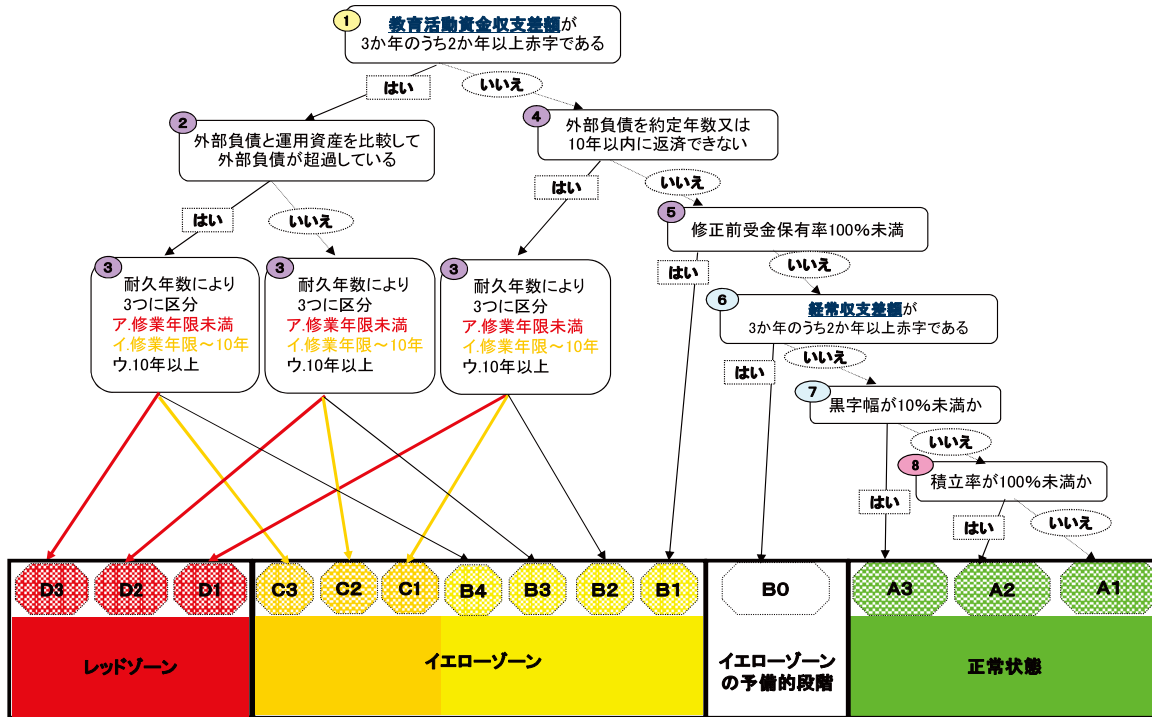 1
教育活動資金収支差額が
3か年のうち2か年以上赤字である
はい
いいえ
2
外部負債と運用資産を比較して
外部負債が超過している
4
外部負債を約定年数又は
10年以内に返済できない
はい
いいえ
はい
いいえ
5
修正前受金保有率100%未満
はい
いいえ
3
耐久年数により
3つに区分
ア.修業年限未満
イ.修業年限～10年
ウ.10年以上
3
耐久年数により
3つに区分
ア.修業年限未満
イ.修業年限～10年
ウ.10年以上
3
耐久年数により
3つに区分
ア.修業年限未満
イ.修業年限～10年
ウ.10年以上
6
経常収支差額が
3か年のうち2か年以上赤字である
はい
いいえ
7
黒字幅が10%未満か
はい
いいえ
8
積立率が100%未満か
はい
いいえ
D3
D2
D1
C3
C2
C1
B4
B3
B2
B1
B0
A3
A2
A1
レッドゾーン
イエローゾーン
イエローゾーン
の予備的段階
正常状態